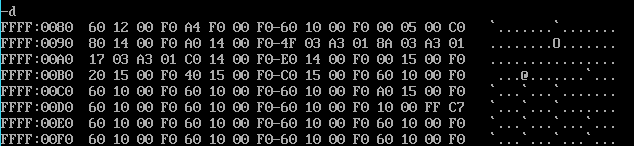 -d
FFFF:0080  60 12 00 F0 A4 F0 00 F0-60 10 00 F0 00 05 00 C0   `.......`.......
FFFF:0090  80 14 00 F0 A0 14 00 F0-4F 03 A3 01 8A 03 A3 01   ........O.......
FFFF:00A0  17 03 A3 01 C0 14 00 F0-E0 14 00 F0 00 15 00 F0   ................
FFFF:00B0  20 15 00 F0 40 15 00 F0-C0 15 00 F0 60 10 00 F0    ...@.......`...
FFFF:00C0  60 10 00 F0 60 10 00 F0-60 10 00 F0 A0 15 00 F0   `...`...`.......
FFFF:00D0  60 10 00 F0 60 10 00 F0-60 10 00 F0 10 00 FF C7   `...`...`.......
FFFF:00E0  60 10 00 F0 60 10 00 F0-60 10 00 F0 60 10 00 F0   `...`...`...`...
FFFF:00F0  60 10 00 F0 60 10 00 F0-60 10 00 F0 60 10 00 F0   `...`...`...`...